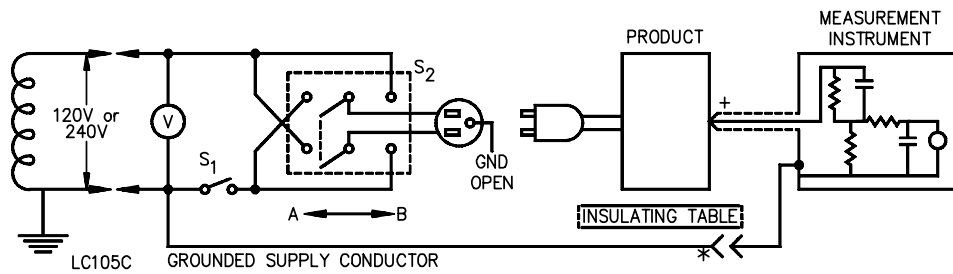 MEASUREMENT
INSTRUMENT
PRODUCT
S2
120V or
240V
V
+
S1
GND
OPEN
A
B
INSULATING TABLE
*
LC105C
GROUNDED SUPPLY CONDUCTOR